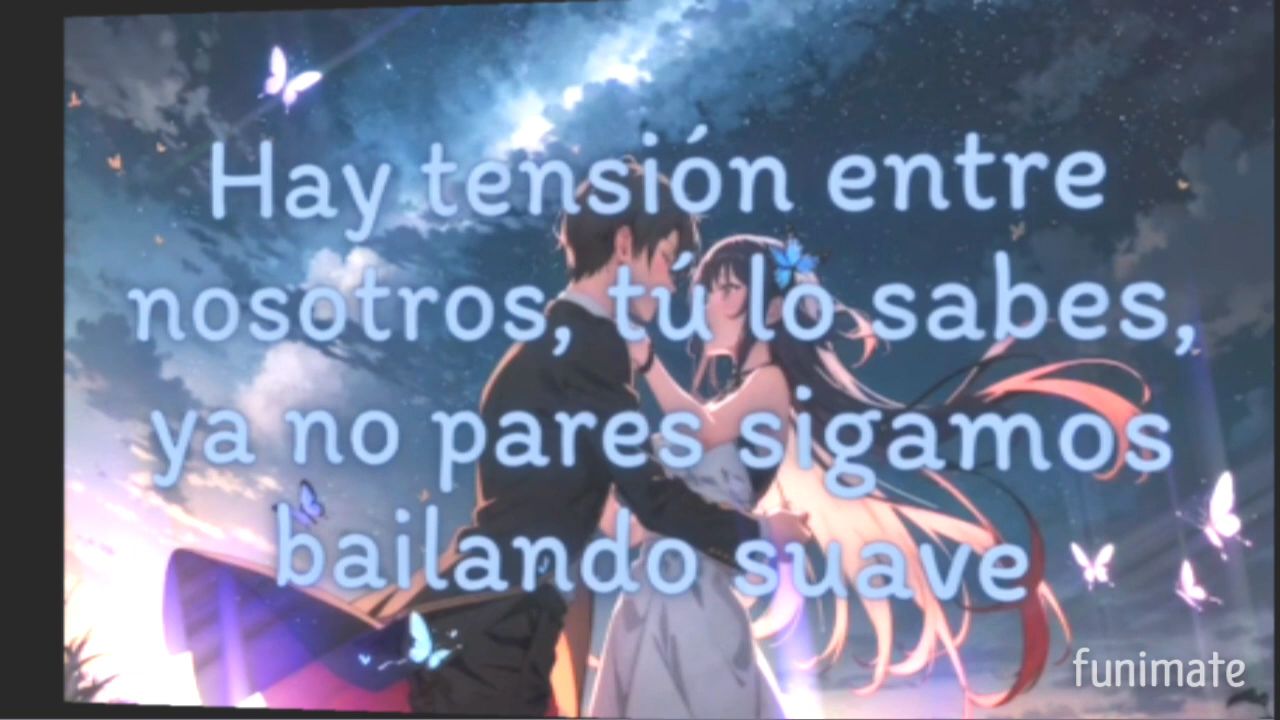 Hay tensión entre
nosotros, tú lo sabes,
ya no pares sigamos
bailando suave
funimate